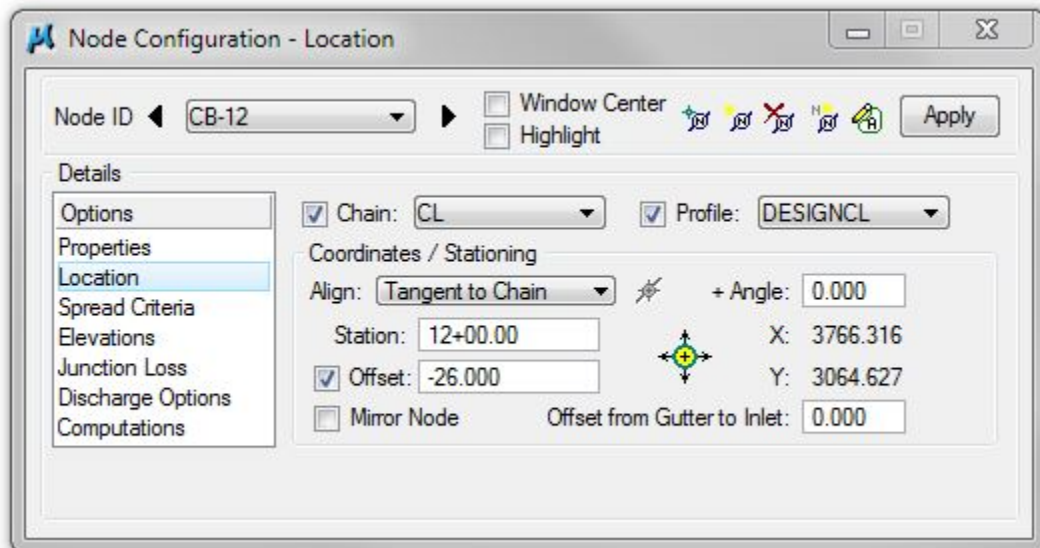 Node Configuration - Location
Node ID CB-12 Window Center Apply
Highlight
Details
Options Chain: CL Profile: DESIGNCL
Properties Coordinates / Stationing
Location Align: Tangent to Chain + Angle: 0.000
Spread Criteria Station: 12+00.00 X: 3766.316
Elevations Offset: -26.000 Y: 3064.627
Junction Loss Mirror Node Offset from Gutter to Inlet: 0.000
Discharge Options
Computations